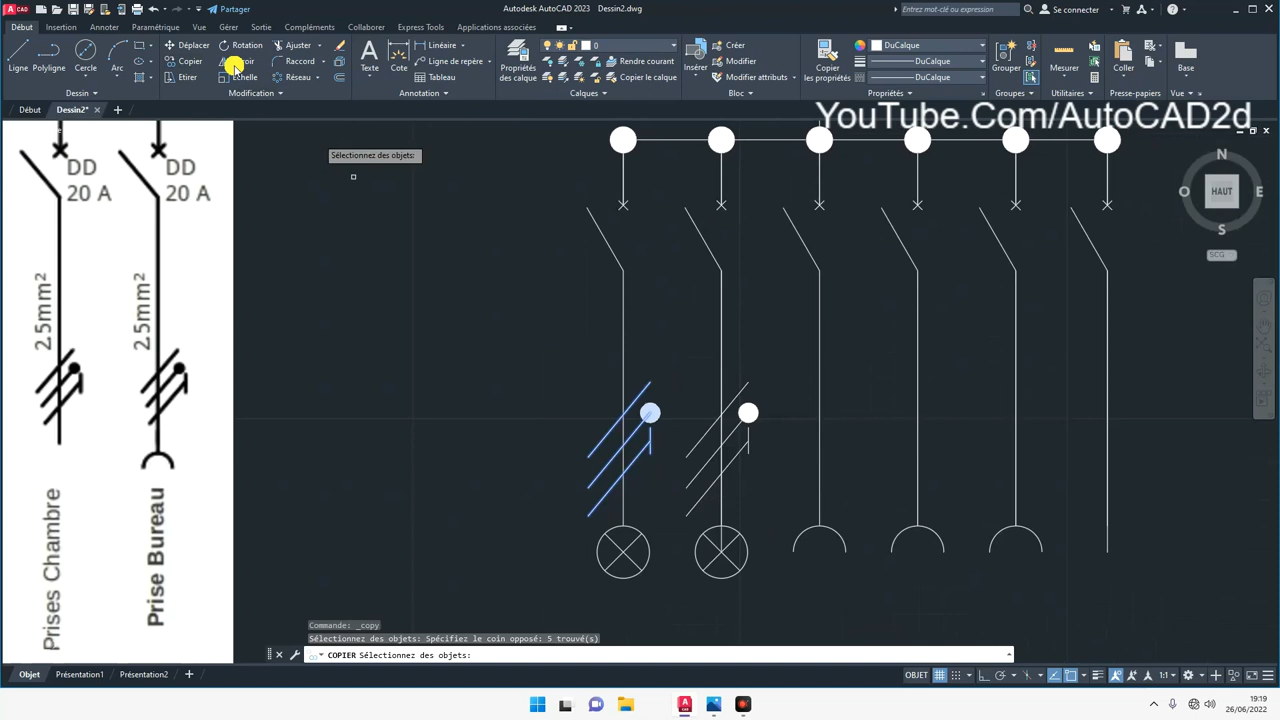 Partager
Autodesk AutoCAD 2023 Dessin2.dwg
Entrez mot-clé ou expression
Se connecter
Début Insertion Annoter Paramétrique Vue Gérer Sortie Compléments Collaborer Express Tools Applications associées
Ligne Polyligne Cercle Arc
Déplacer Rotation Ajuster
Copier Raccord
Etirer Echelle Réseau
Texte Cote
Linéaire
Ligne de repère
Tableau
Propriétés du calque
0
Rendre courant
Copier le calque
Insérer
Créer
Modifier
Modifier attributs
Copier les propriétés
DuCalque
DuCalque
DuCalque
Grouper
Mesurer
Base
Dessin Modification Annotation Calques Bloc Propriétés Groupes Utilitaires Presse-papiers Vue
Début Dessin2*
YouTube.Com/AutoCAD2d
DD
20 A
DD
20 A
2.5mm²
2.5mm²
Prises Chambre
Prise Bureau
Sélectionnez des objets:
N
O HAUT E
S
SCG
Commande: _copy
Sélectionnez des objets: Spécifiez le coin opposé: 5 trouvé(s)
COPIER Sélectionnez des objets:
Objet Présentation1 Présentation2
OBJET
1:1
19:19
26/06/2022